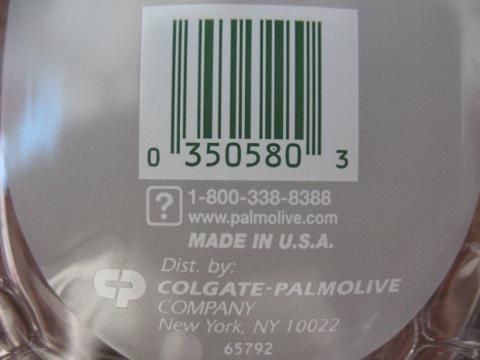 0 350580 3
? 1-800-338-8388
www.palmolive.com
MADE IN U.S.A.
Dist. by:
CP COLGATE-PALMOLIVE
COMPANY
New York, NY 10022
65792